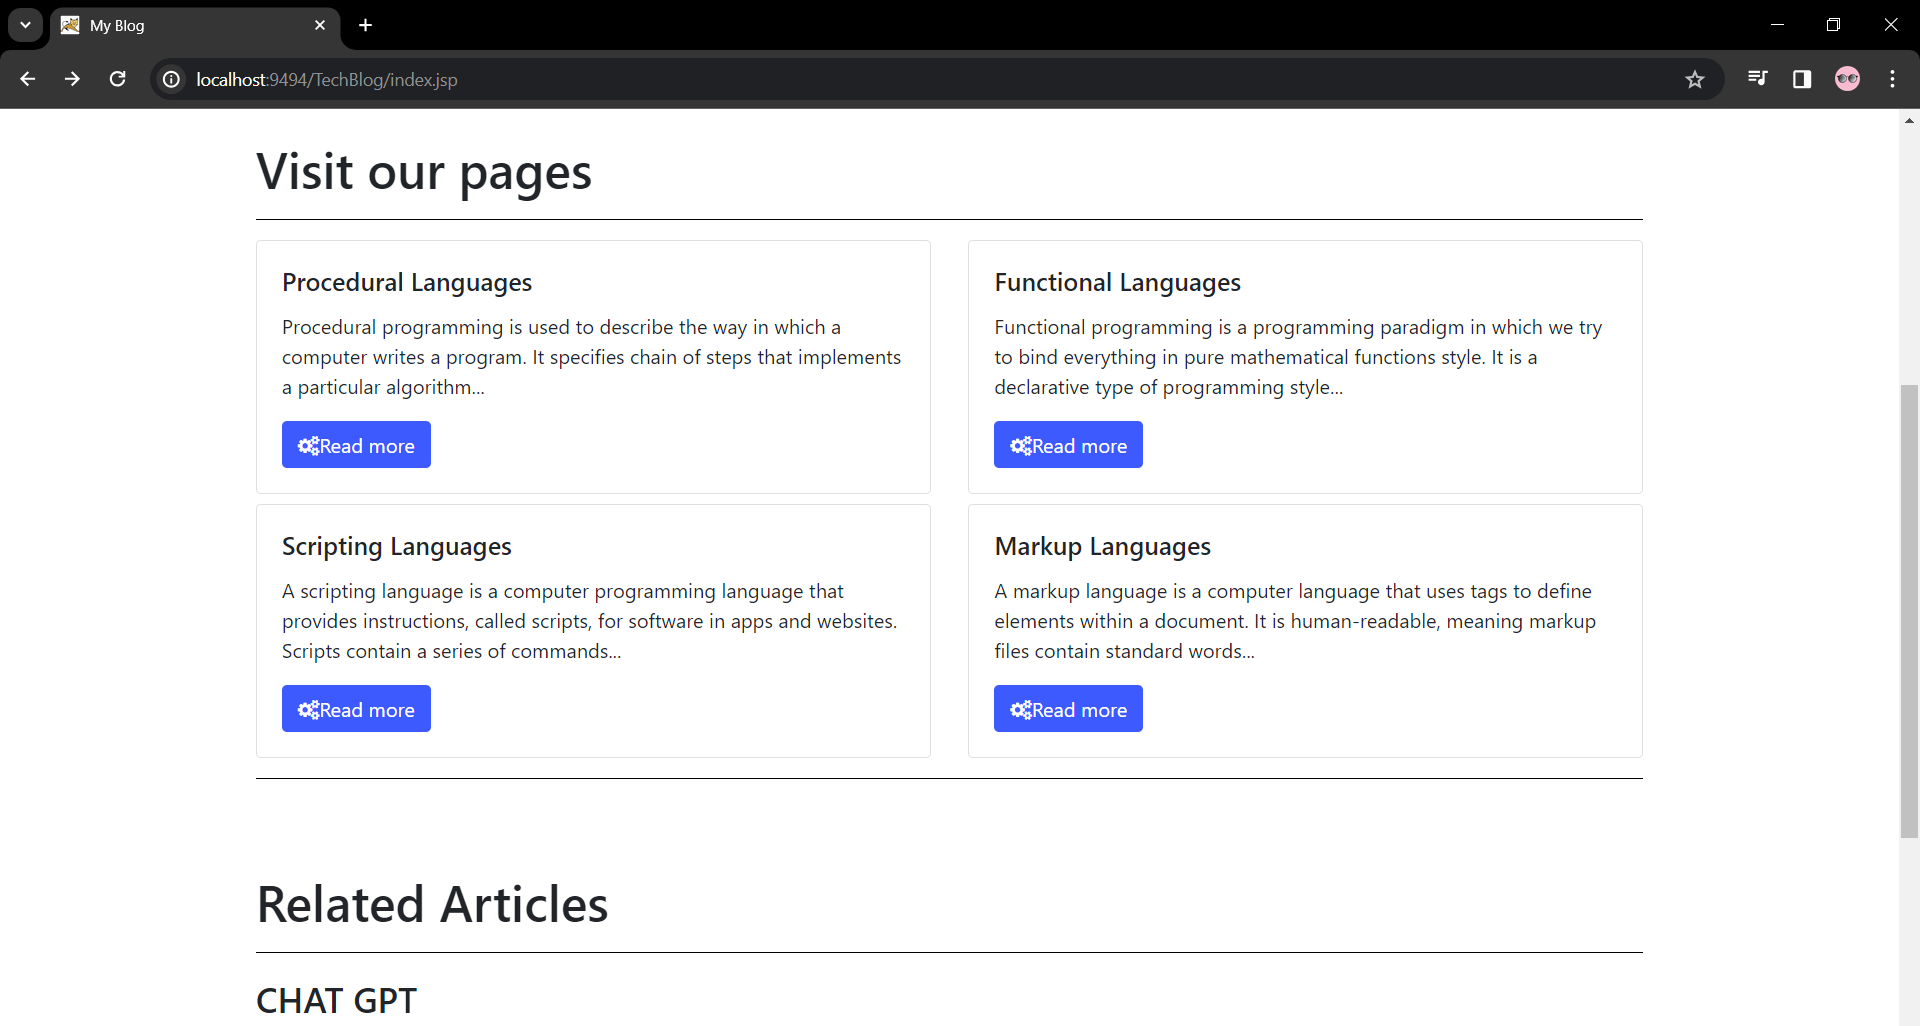 My Blog
localhost:9494/TechBlog/index.jsp
Visit our pages
Procedural Languages
Procedural programming is used to describe the way in which a
computer writes a program. It specifies chain of steps that implements
a particular algorithm...
Read more
Functional Languages
Functional programming is a programming paradigm in which we try
to bind everything in pure mathematical functions style. It is a
declarative type of programming style...
Read more
Scripting Languages
A scripting language is a computer programming language that
provides instructions, called scripts, for software in apps and websites.
Scripts contain a series of commands...
Read more
Markup Languages
A markup language is a computer language that uses tags to define
elements within a document. It is human-readable, meaning markup
files contain standard words...
Read more
Related Articles
CHAT GPT